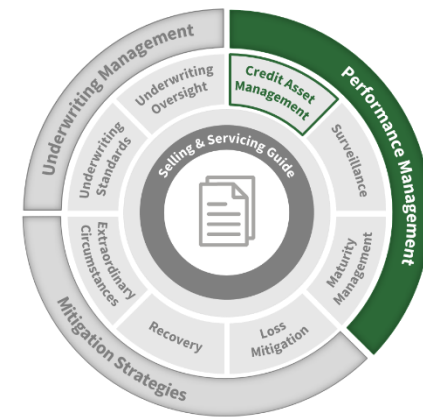 Underwriting Management
Performance Management
Mitigation Strategies
Underwriting
Oversight
Credit Asset
Management
Surveillance
Maturity
Management
Loss
Mitigation
Recovery
Extraordinary
Circumstances
Underwriting
Standards
Selling & Servicing Guide